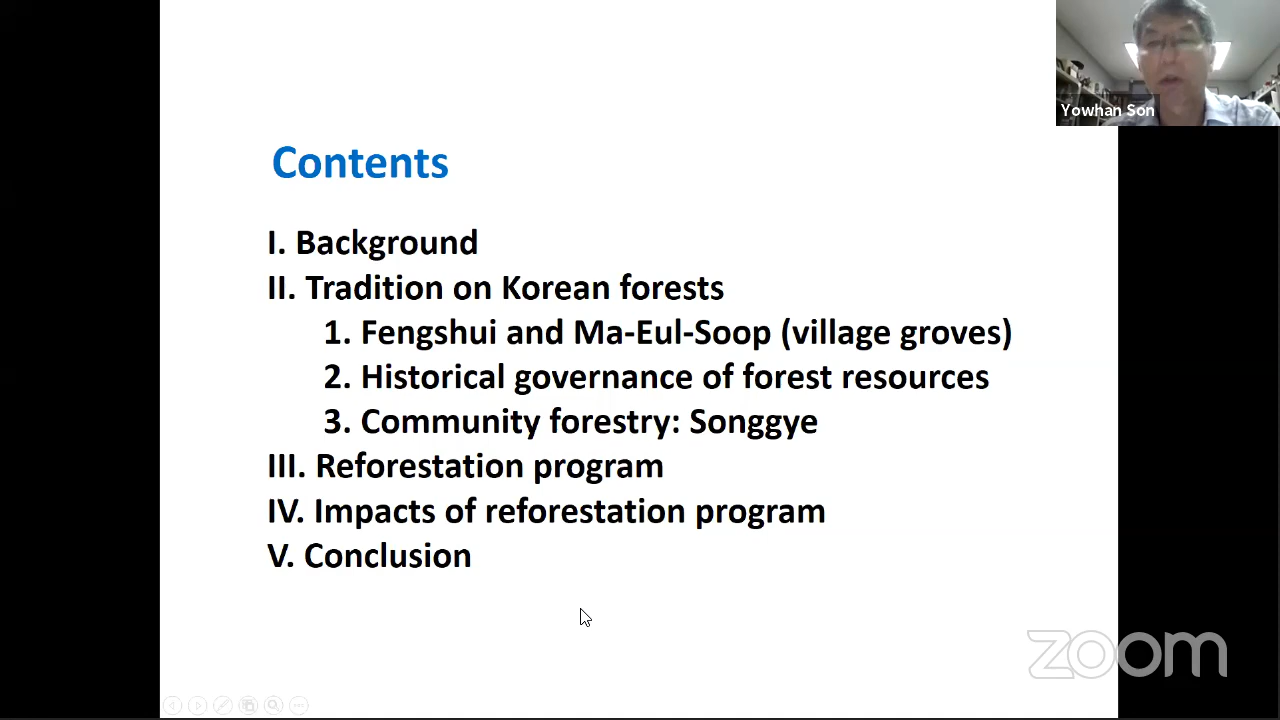 Yowhan Son
Contents
I. Background
II. Tradition on Korean forests
1. Fengshui and Ma-Eul-Soop (village groves)
2. Historical governance of forest resources
3. Community forestry: Songgye
III. Reforestation program
IV. Impacts of reforestation program
V. Conclusion
zoom